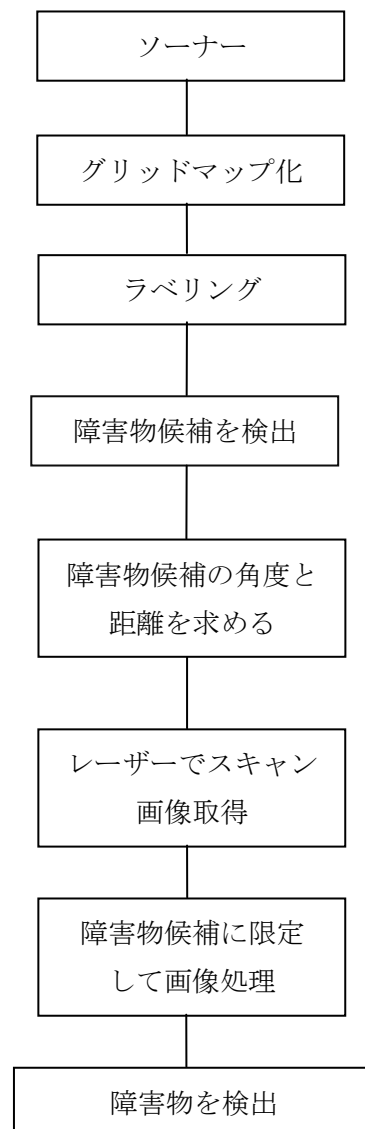 ソーナー
グリッドマップ化
ラベリング
障害物候補を検出
障害物候補の角度と
距離を求める
レーザーでスキャン
画像取得
障害物候補に限定
して画像処理
障害物を検出